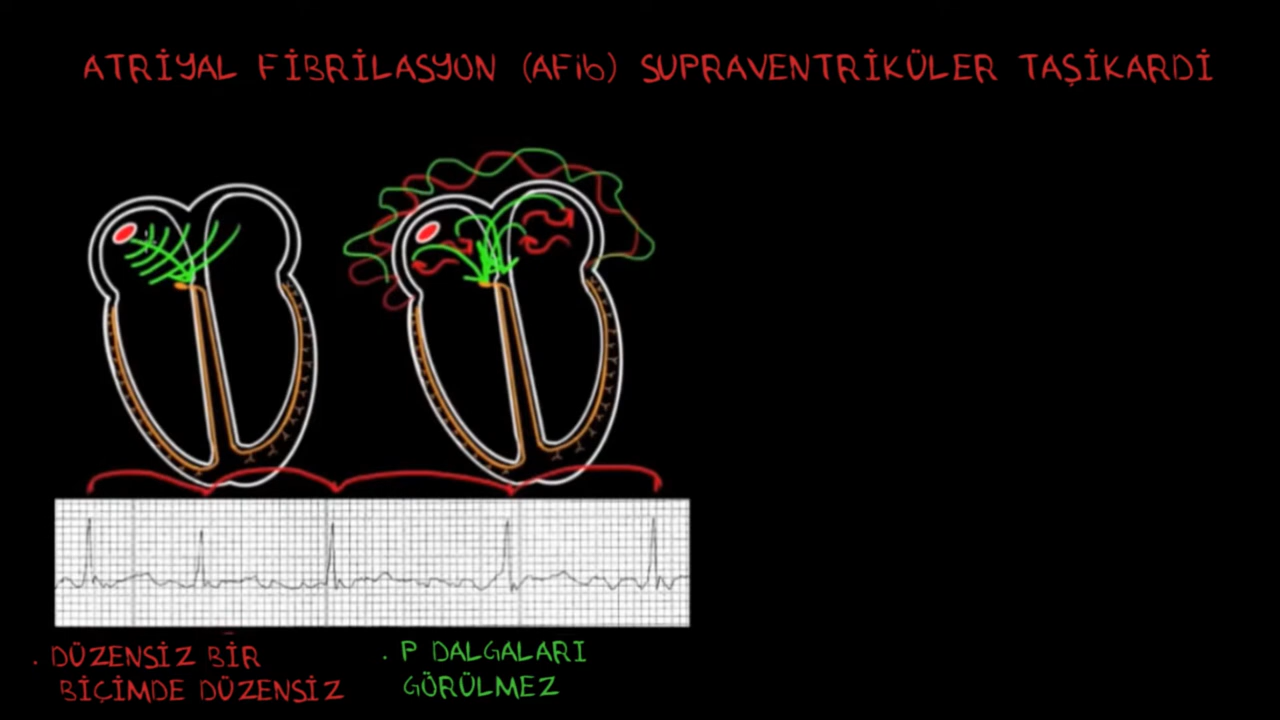 ATRİYAL FİBRİLASYON (AFib) SUPRAVENTRİKÜLER TAŞİKARDİ
. DÜZENSİZ BİR
BİÇİMDE DÜZENSİZ
. P DALGALARI
GÖRÜLMEZ